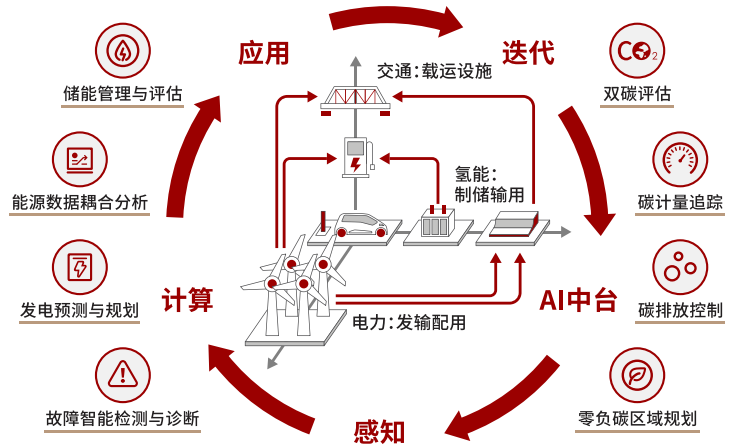 应用
迭代
储能管理与评估
交通：载运设施
CO₂
双碳评估
能源数据耦合分析
氢能：
制储输用
碳计量追踪
发电预测与规划
计算
AI中台
碳排放控制
电力：发输配用
故障智能检测与诊断
感知
零负碳区域规划